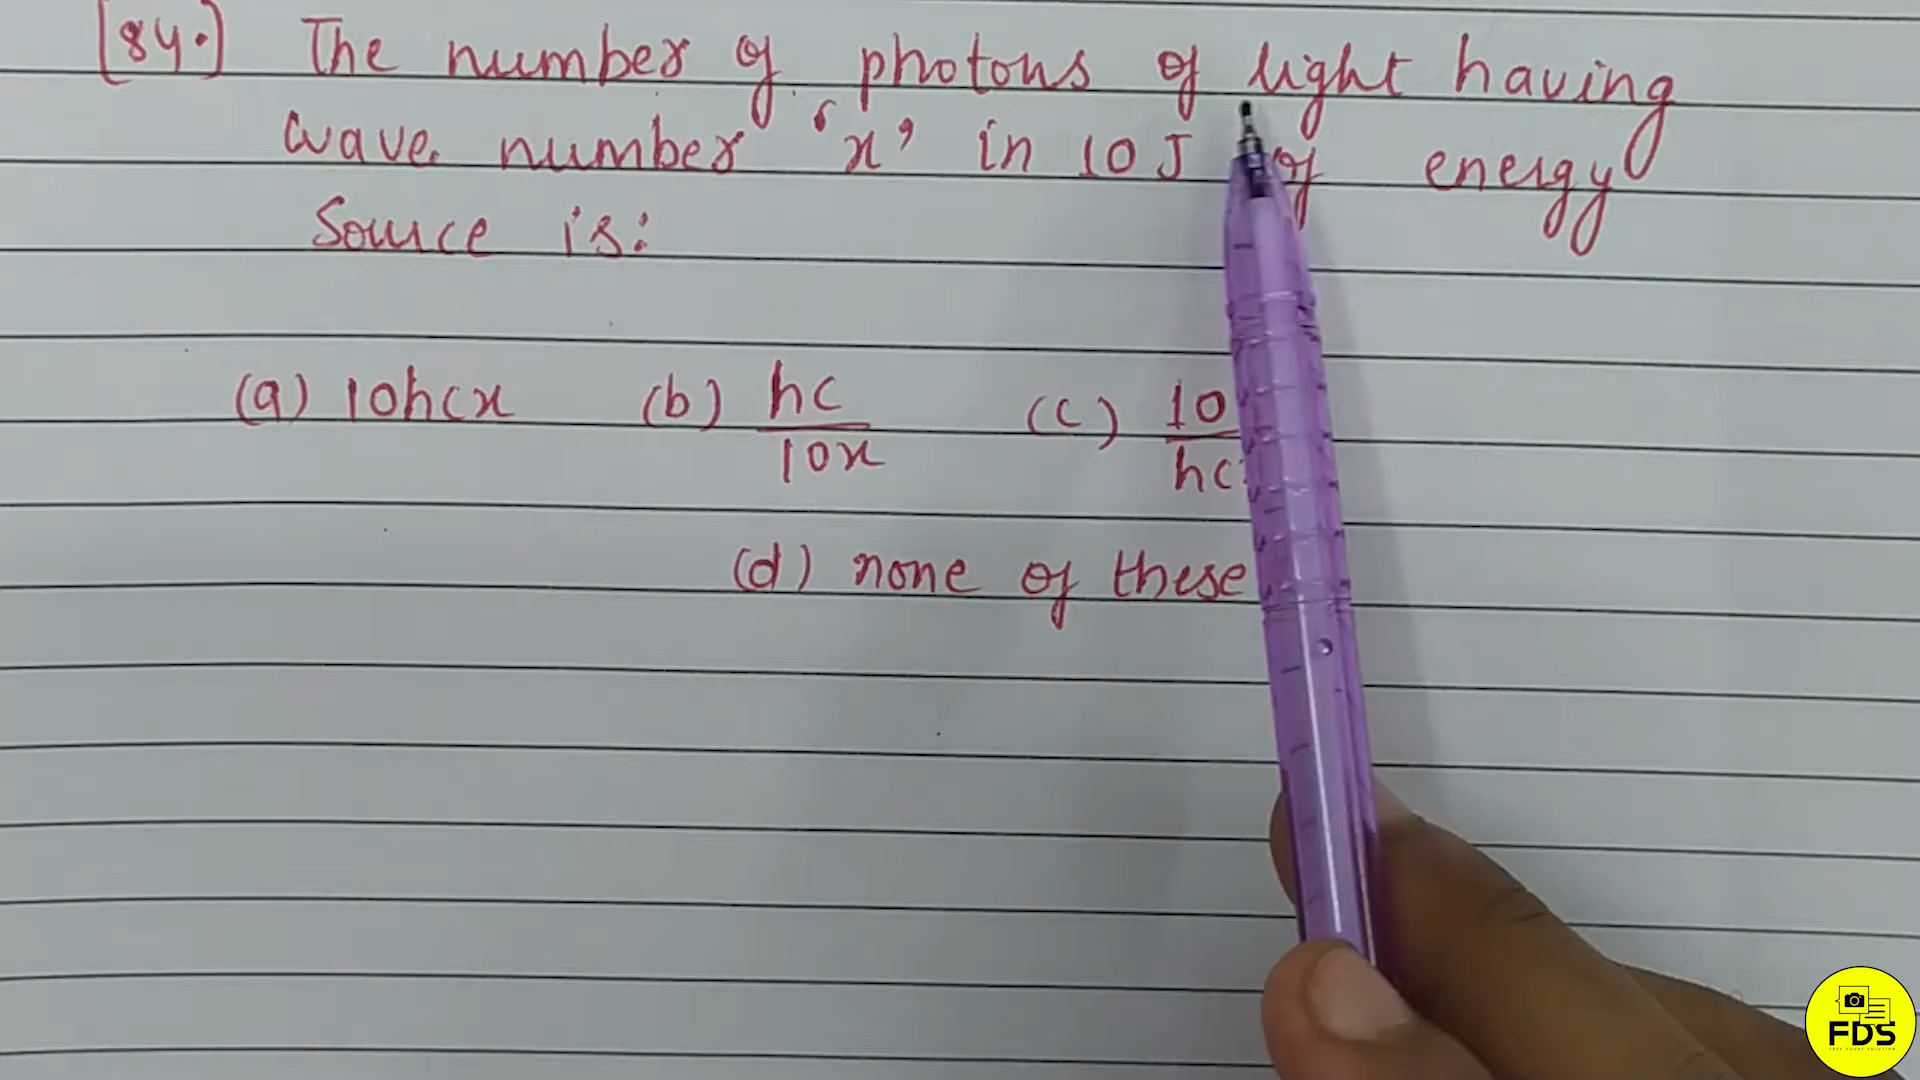 [84.] The number of photons of light having
wave number 'x' in 10 J of energy
Source is:
(a) 10hcx (b) hc/10x (c) 10/hc
(d) none of these
FDS